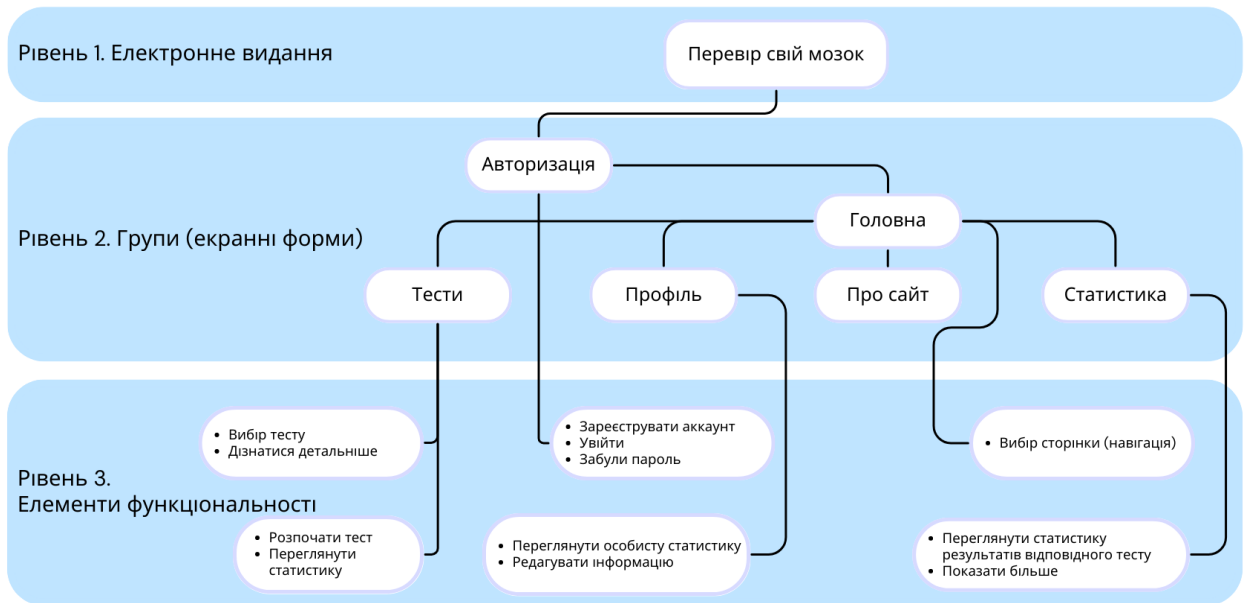 Рівень 1. Електронне видання
Перевір свій мозок
Авторизація
Головна
Рівень 2. Групи (екранні форми)
Тести
Профіль
Про сайт
Статистика
• Вибір тесту
• Дізнатися детальніше
• Зареєструвати аккаунт
• Увійти
• Забули пароль
• Вибір сторінки (навігація)
Рівень 3.
Елементи функціональності
• Розпочати тест
• Переглянути
статистику
• Переглянути особисту статистику
• Редагувати інформацію
• Переглянути статистику
результатів відповідного тесту
• Показати більше